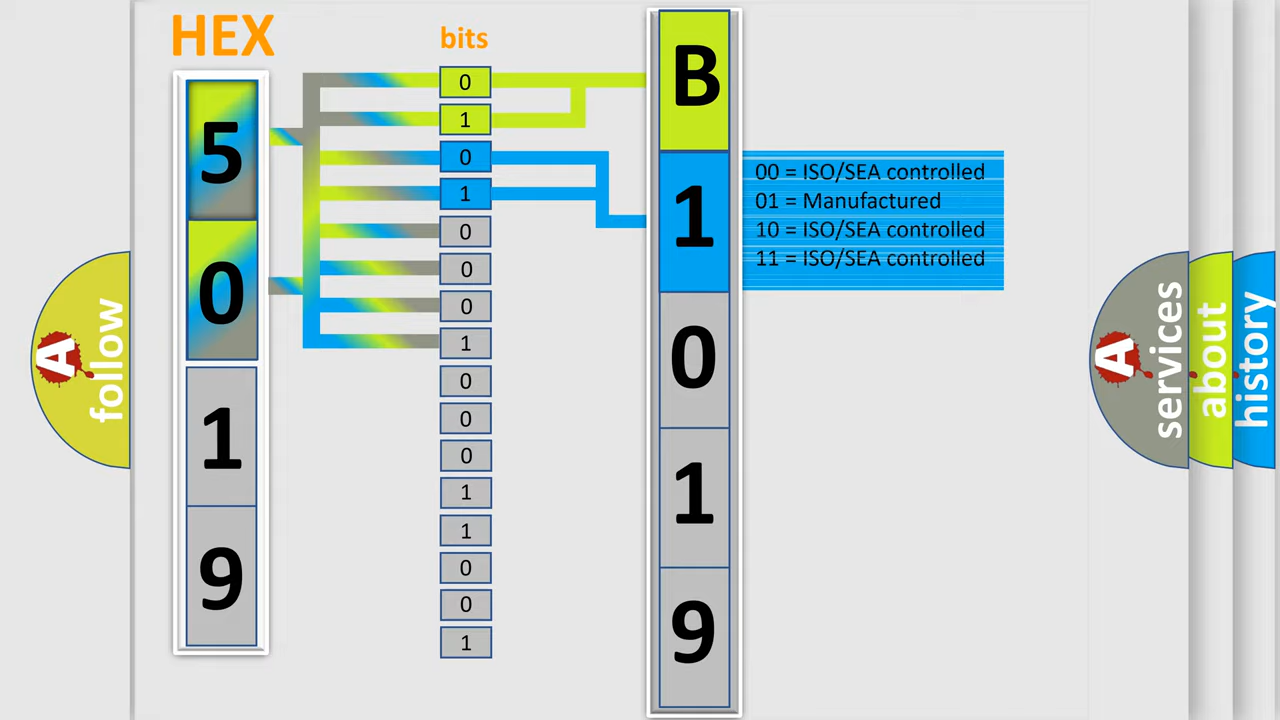 HEX
bits
5
0
1
9
0
1
0
1
0
0
0
1
0
0
0
1
1
0
0
1
B
1
0
1
9
00 = ISO/SEA controlled
01 = Manufactured
10 = ISO/SEA controlled
11 = ISO/SEA controlled
A
follow
A
services
about
history